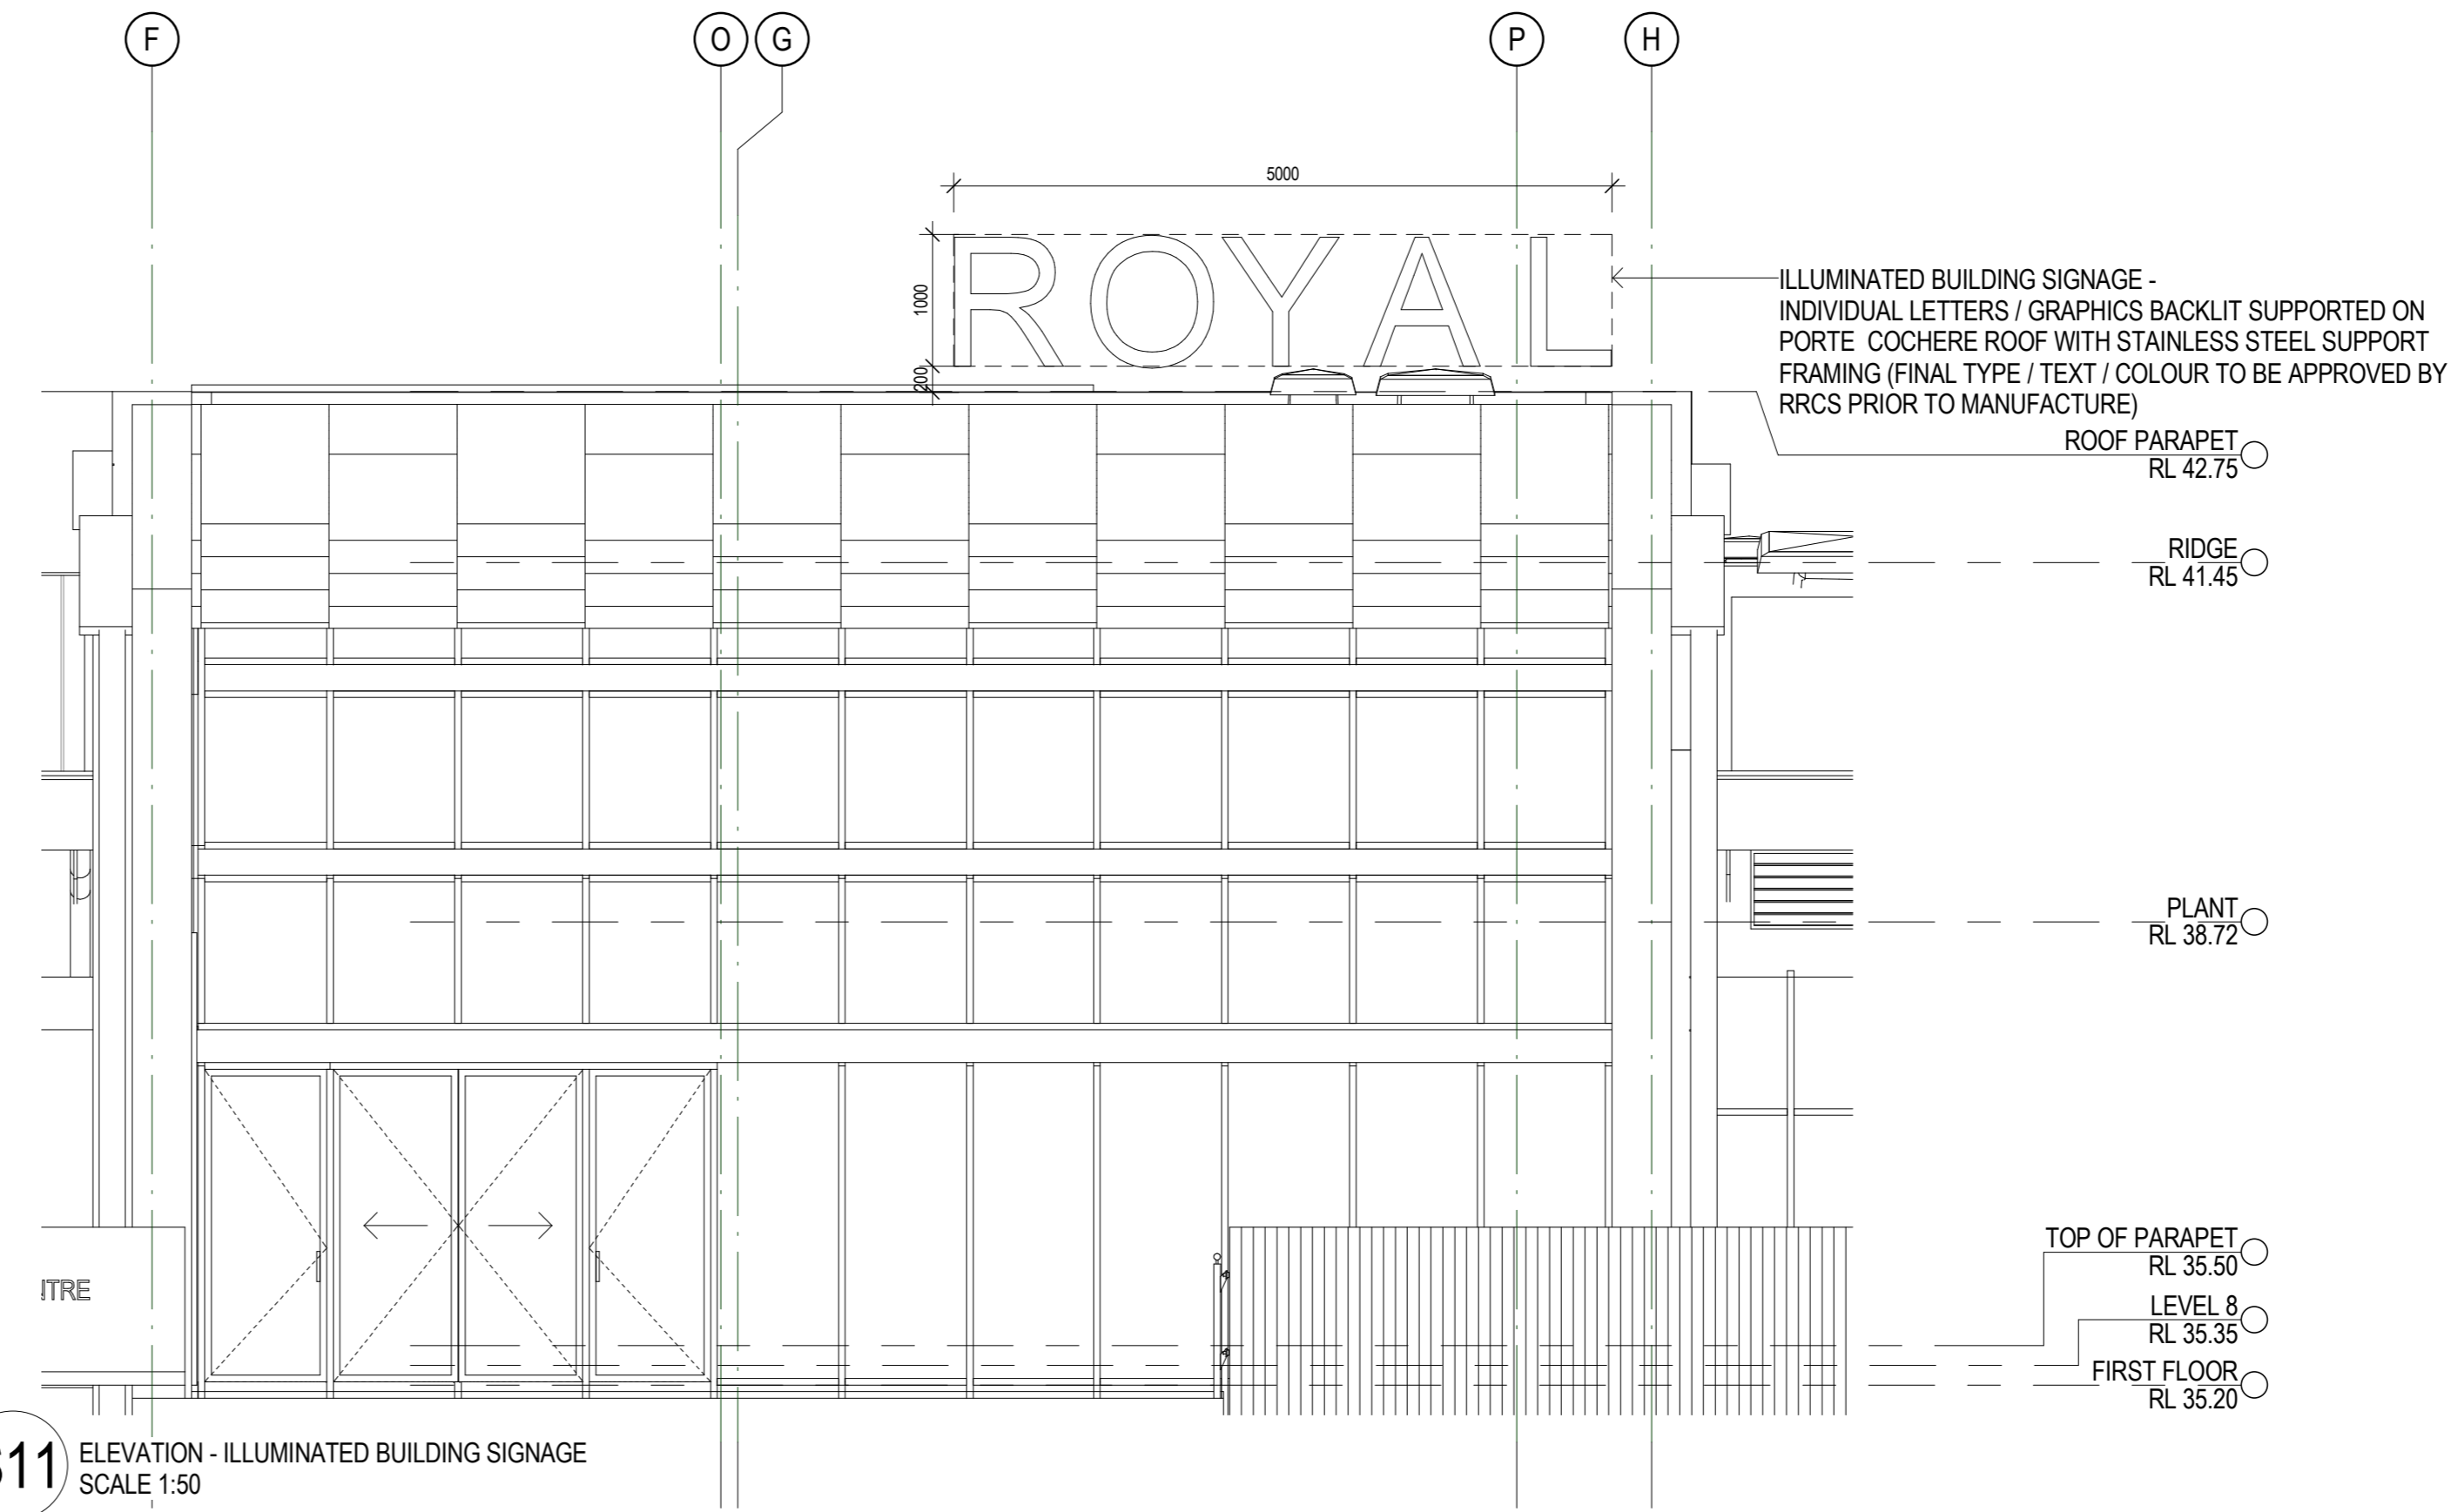 F
O
G
P
H
5000
ROYAL
1000
200
ILLUMINATED BUILDING SIGNAGE -
INDIVIDUAL LETTERS / GRAPHICS BACKLIT SUPPORTED ON
PORTE COCHERE ROOF WITH STAINLESS STEEL SUPPORT
FRAMING (FINAL TYPE / TEXT / COLOUR TO BE APPROVED BY
RRCS PRIOR TO MANUFACTURE)
ROOF PARAPET
RL 42.75
RIDGE
RL 41.45
PLANT
RL 38.72
TOP OF PARAPET
RL 35.50
LEVEL 8
RL 35.35
FIRST FLOOR
RL 35.20
ELEVATION - ILLUMINATED BUILDING SIGNAGE
SCALE 1:50